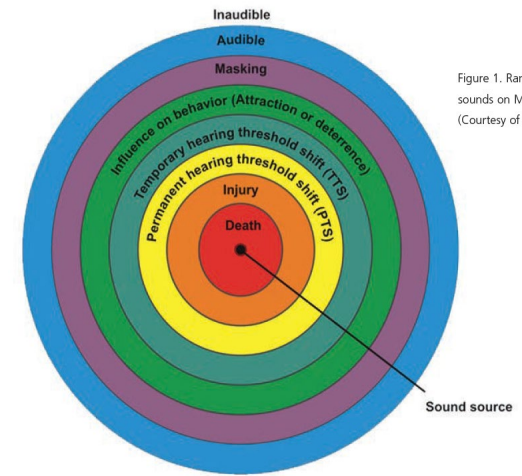 Inaudible
Audible
Masking
Influence on behavior (Attraction or deterrence)
Temporary hearing threshold shift (TTS)
Permanent hearing threshold shift (PTS)
Injury
Death
Sound source
Figure 1.
sounds on
(Courtesy of